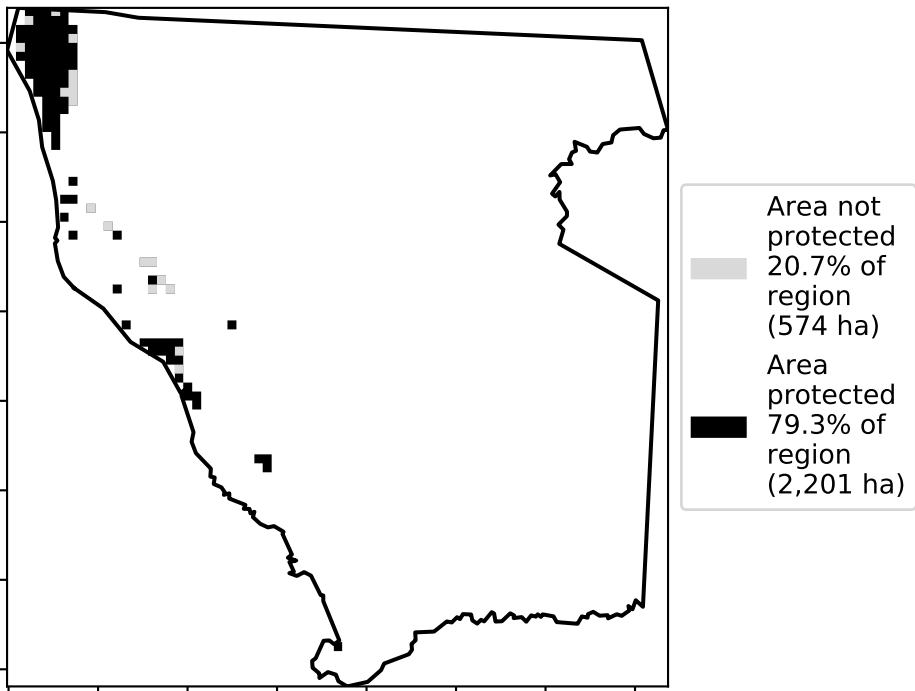 Area not
protected
20.7% of
region
(574 ha)
Area
protected
79.3% of
region
(2,201 ha)